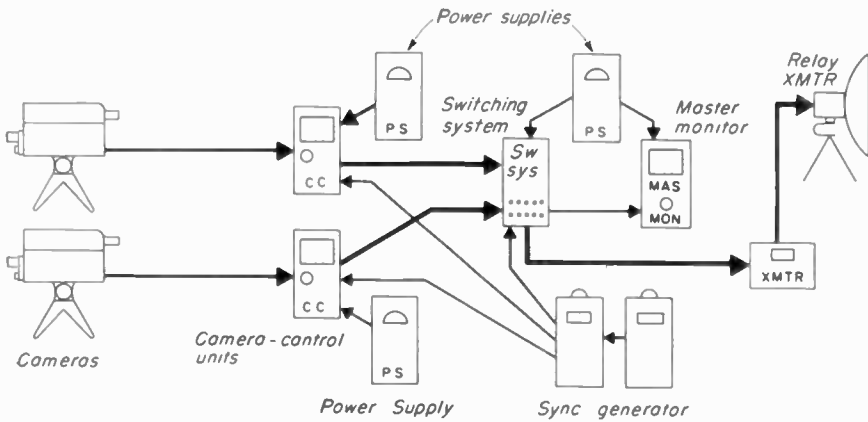 Power supplies
Relay
XMTR
Switching
system
Master
monitor
PS
PS
Sw
sys
MAS
MON
CC
CC
XMTR
PS
Cameras
Camera-control
units
Power Supply
Sync generator